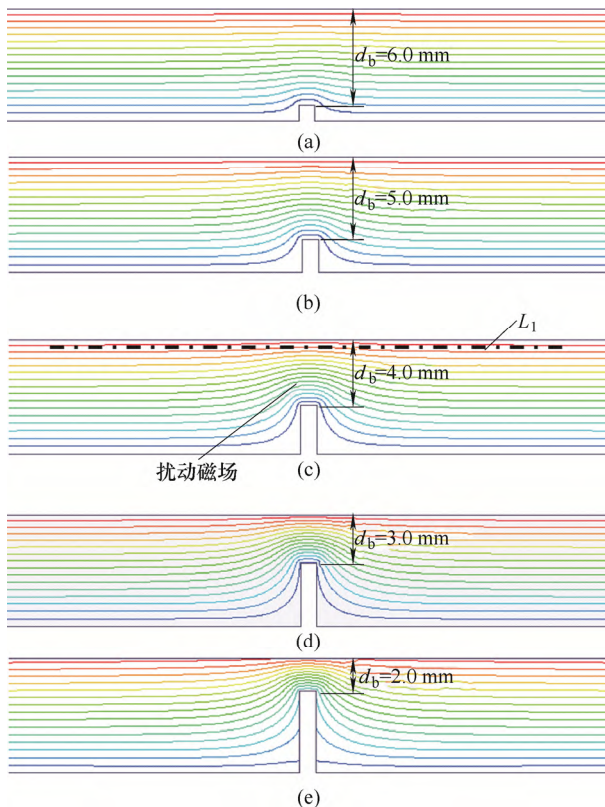 d_b=6.0 mm
(a)
d_b=5.0 mm
(b)
L_1
d_b=4.0 mm
扰动磁场
(c)
d_b=3.0 mm
(d)
d_b=2.0 mm
(e)